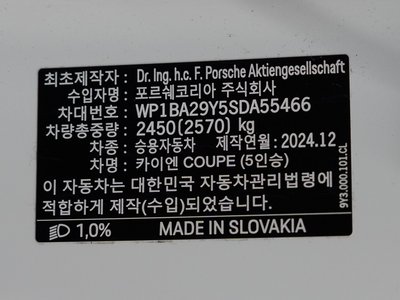 최초제작자 : Dr. Ing. h.c. F. Porsche Aktiengesellschaft
수입자명 : 포르쉐코리아 주식회사
차대번호 : WP1BA29Y5SDA55466
차량총중량 : 2450(2570) kg
차종 : 승용자동차 제작연월 : 2024.12
차명 : 카이엔 COUPE (5인승)
이 자동차는 대한민국 자동차관리법령에
적합하게 제작(수입)되었습니다.
1,0% MADE IN SLOVAKIA
9Y3.000.101.CL